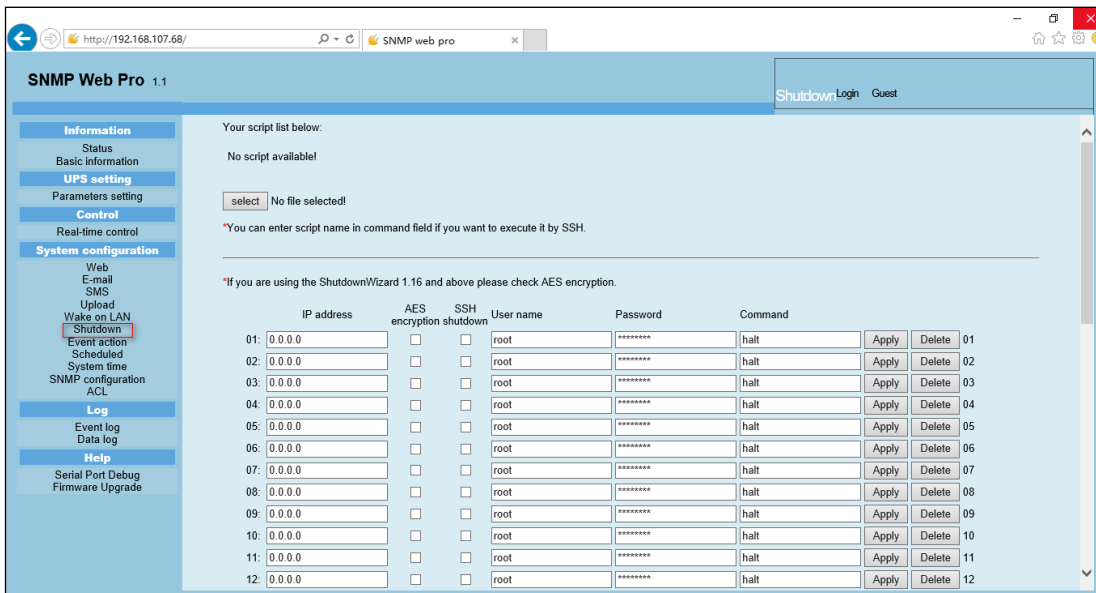 http://192.168.107.68/
SNMP web pro
SNMP Web Pro 1.1
Shutdown Login Guest
Information
Status
Basic information
UPS setting
Parameters setting
Control
Real-time control
System configuration
Web
E-mail
SMS
Upload
Wake on LAN
Shutdown
Event action
Scheduled
System time
SNMP configuration
ACL
Log
Event log
Data log
Help
Serial Port Debug
Firmware Upgrade
Your script list below:
No script available!
select No file selected!
*You can enter script name in command field if you want to execute it by SSH.
*If you are using the ShutdownWizard 1.16 and above please check AES encryption.
IP address AES encryption SSH shutdown User name Password Command
01: 0.0.0.0 root ******** halt Apply Delete 01
02: 0.0.0.0 root ******** halt Apply Delete 02
03: 0.0.0.0 root ******** halt Apply Delete 03
04: 0.0.0.0 root ******** halt Apply Delete 04
05: 0.0.0.0 root ******** halt Apply Delete 05
06: 0.0.0.0 root ******** halt Apply Delete 06
07: 0.0.0.0 root ******** halt Apply Delete 07
08: 0.0.0.0 root ******** halt Apply Delete 08
09: 0.0.0.0 root ******** halt Apply Delete 09
10: 0.0.0.0 root ******** halt Apply Delete 10
11: 0.0.0.0 root ******** halt Apply Delete 11
12: 0.0.0.0 root ******** halt Apply Delete 12